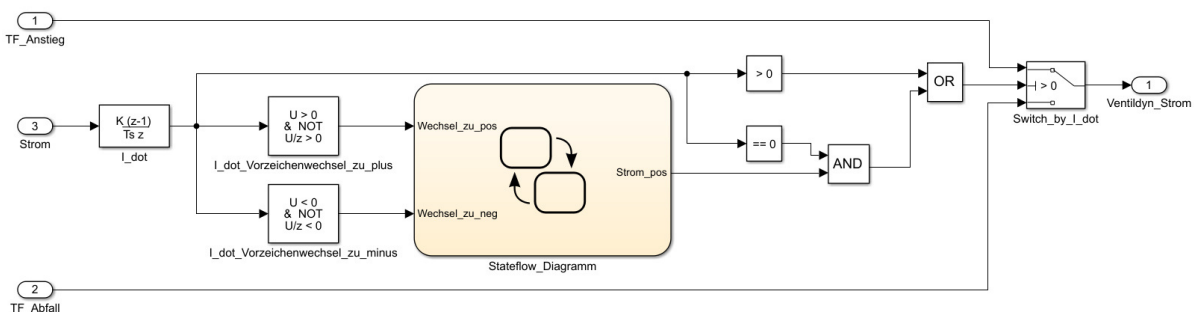 1
TF_Anstieg
3
Strom
K (z-1)
Ts z
I_dot
U > 0
& NOT
U/z > 0
I_dot_Vorzeichenwechsel_zu_plus
U < 0
& NOT
U/z < 0
I_dot_Vorzeichenwechsel_zu_minus
Wechsel_zu_pos
Wechsel_zu_neg
Strom_pos
Stateflow_Diagramm
> 0
== 0
AND
OR
> 0
Switch_by_I_dot
1
Ventildyn_Strom
2
TF_Abfall